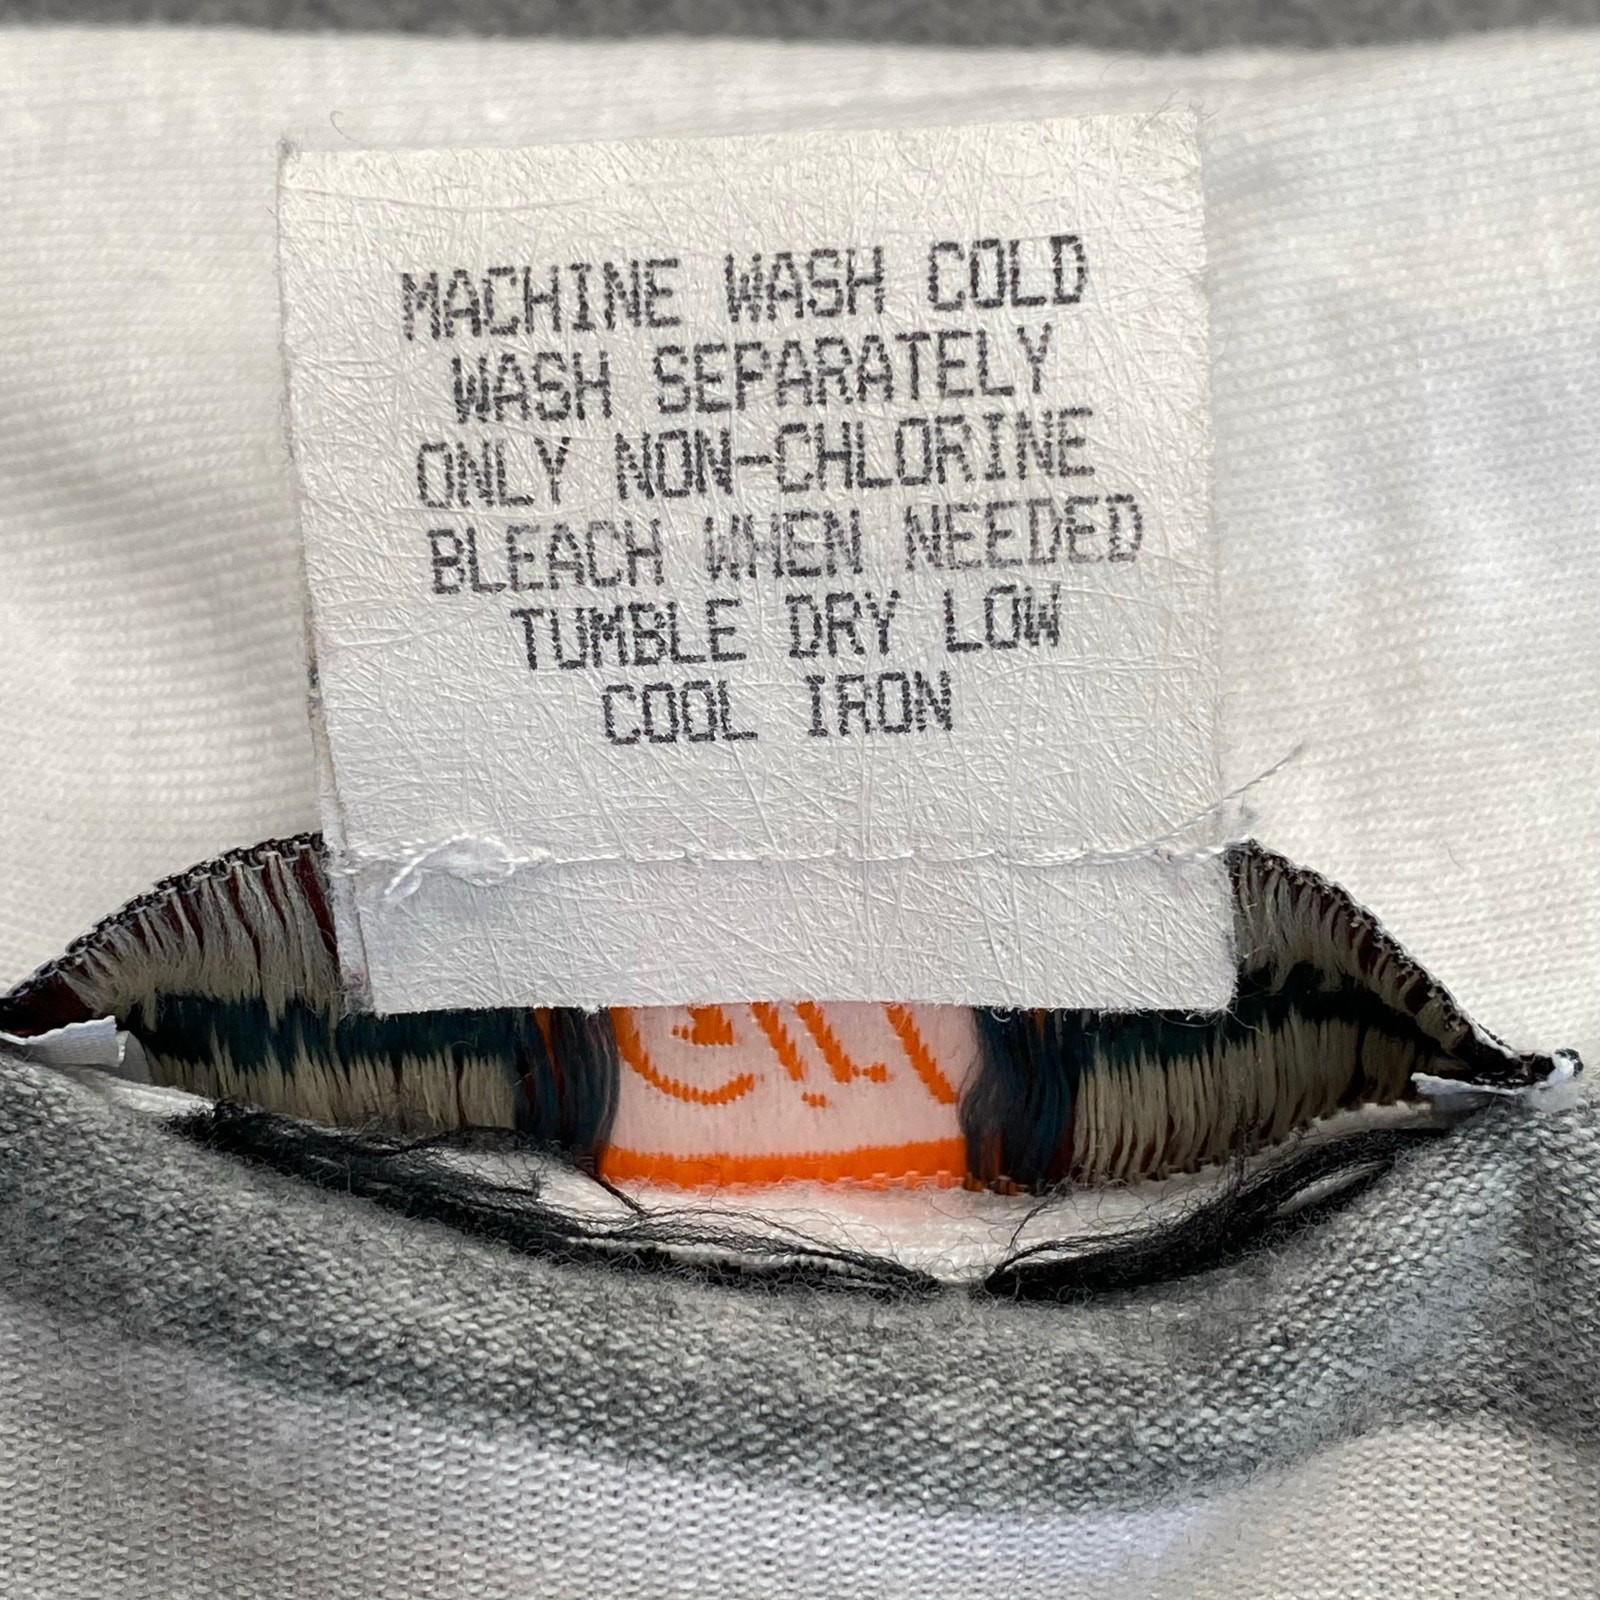 MACHINE WASH COLD
WASH SEPARATELY
ONLY NON-CHLORINE
BLEACH WHEN NEEDED
TUMBLE DRY LOW
COOL IRON